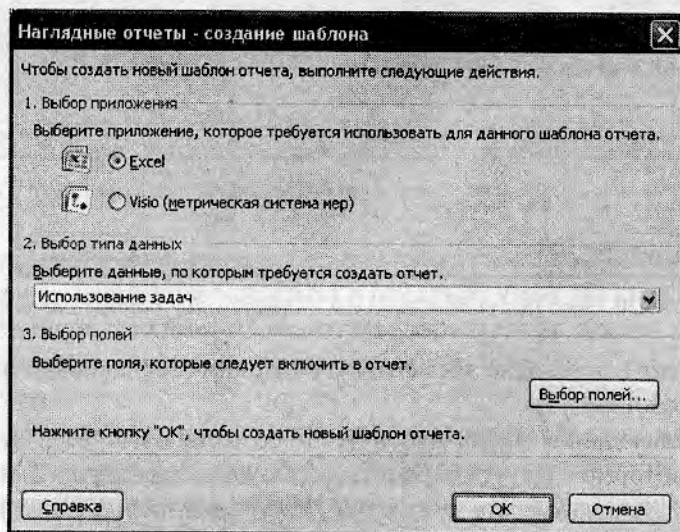 Наглядные отчеты - создание шаблона
Чтобы создать новый шаблон отчета, выполните следующие действия.
1. Выбор приложения
Выберите приложение, которое требуется использовать для данного шаблона отчета.
Excel
Visio (метрическая система мер)
2. Выбор типа данных
Выберите данные, по которым требуется создать отчет.
Использование задач
3. Выбор полей
Выберите поля, которые следует включить в отчет.
Выбор полей...
Нажмите кнопку "ОК", чтобы создать новый шаблон отчета.
Справка
ОК
Отмена